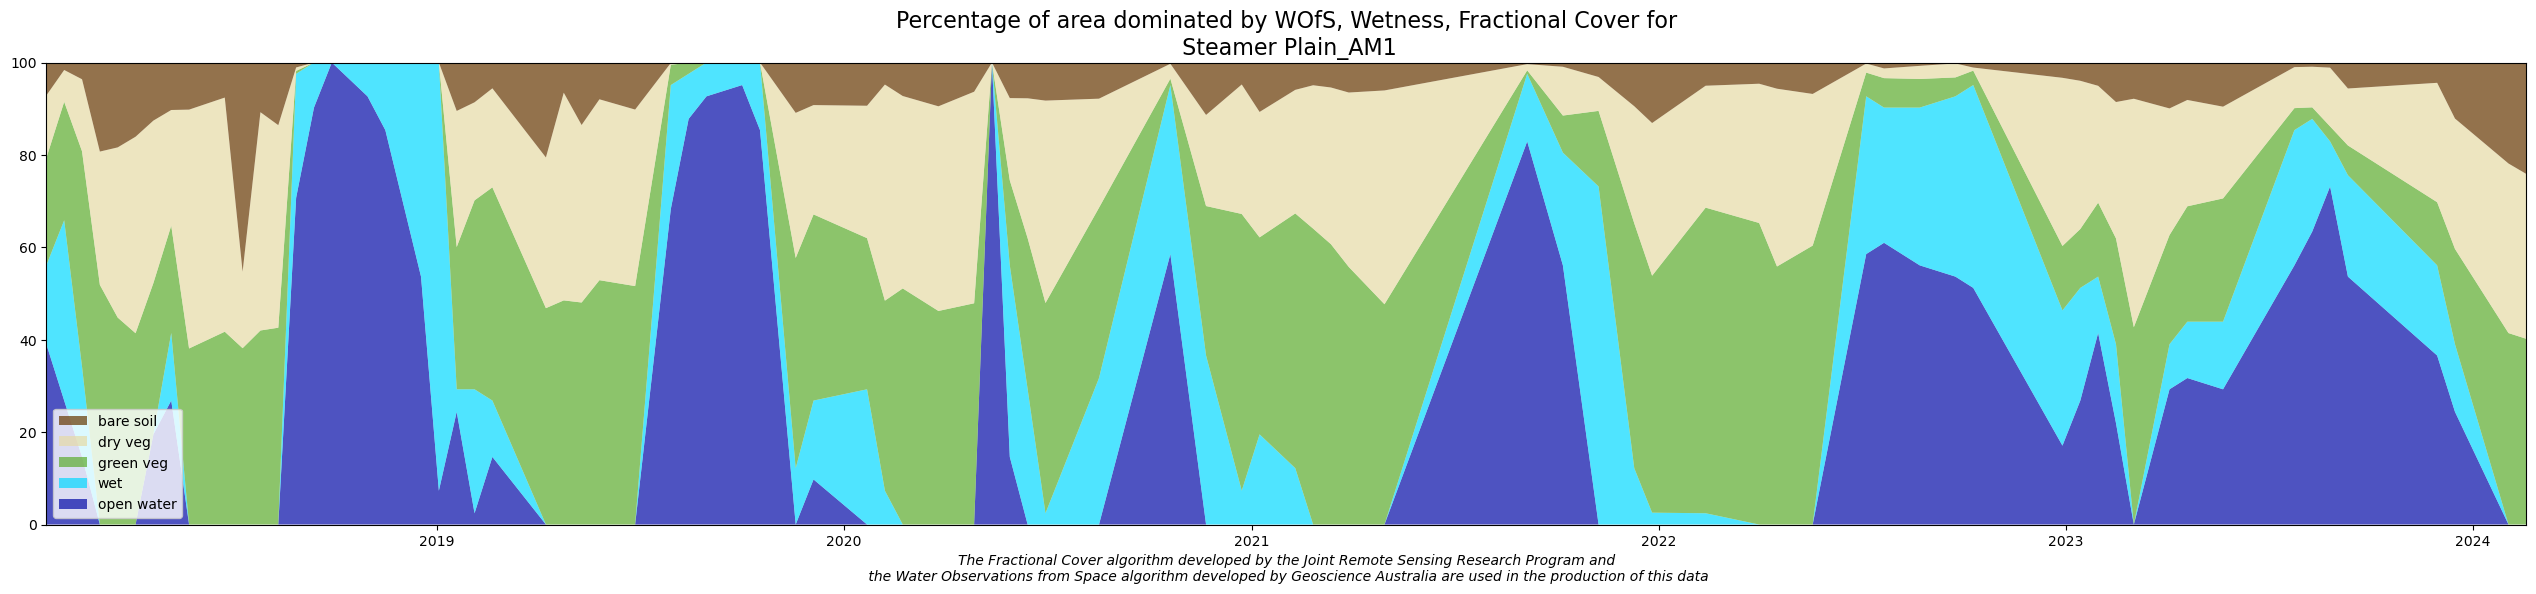 Percentage of area dominated by WOfS, Wetness, Fractional Cover for
Steamer Plain_AM1
100
80
60
40
20
0
bare soil
dry veg
green veg
wet
open water
2019
2020
2021
2022
2023
2024
The Fractional Cover algorithm developed by the Joint Remote Sensing Research Program and
the Water Observations from Space algorithm developed by Geoscience Australia are used in the production of this data